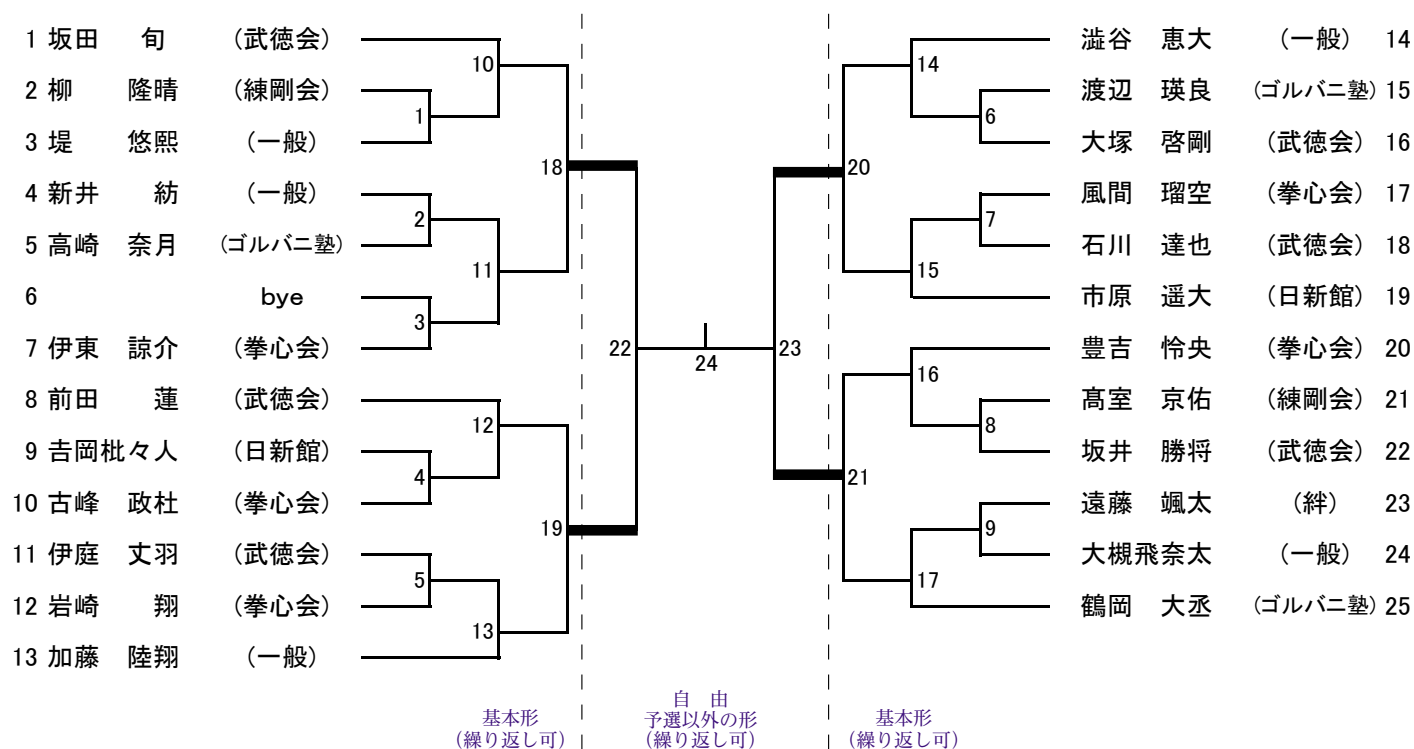 1 坂田　旬　(武徳会)
2 柳　隆晴　(練剛会)
3 堤　悠熙　(一般)
4 新井　紡　(一般)
5 高崎　奈月　(ゴルバニ塾)
6　bye
7 伊東　諒介　(拳心会)
8 前田　蓮　(武徳会)
9 吉岡枇々人　(日新館)
10 古峰　政杜　(拳心会)
11 伊庭　丈羽　(武徳会)
12 岩崎　翔　(拳心会)
13 加藤　陸翔　(一般)
10
1
18
2
11
3
22
12
4
19
5
13
24
14
6
20
7
15
23
16
8
21
9
17
澁谷　恵大　(一般)　14
渡辺　瑛良　(ゴルバニ塾)　15
大塚　啓剛　(武徳会)　16
風間　瑠空　(拳心会)　17
石川　達也　(武徳会)　18
市原　遥大　(日新館)　19
豊吉　怜央　(拳心会)　20
髙室　京佑　(練剛会)　21
坂井　勝将　(武徳会)　22
遠藤　颯太　(絆)　23
大槻飛奈太　(一般)　24
鶴岡　大丞　(ゴルバニ塾)　25
基本形
(繰り返し可)
自　由
予選以外の形
(繰り返し可)
基本形
(繰り返し可)